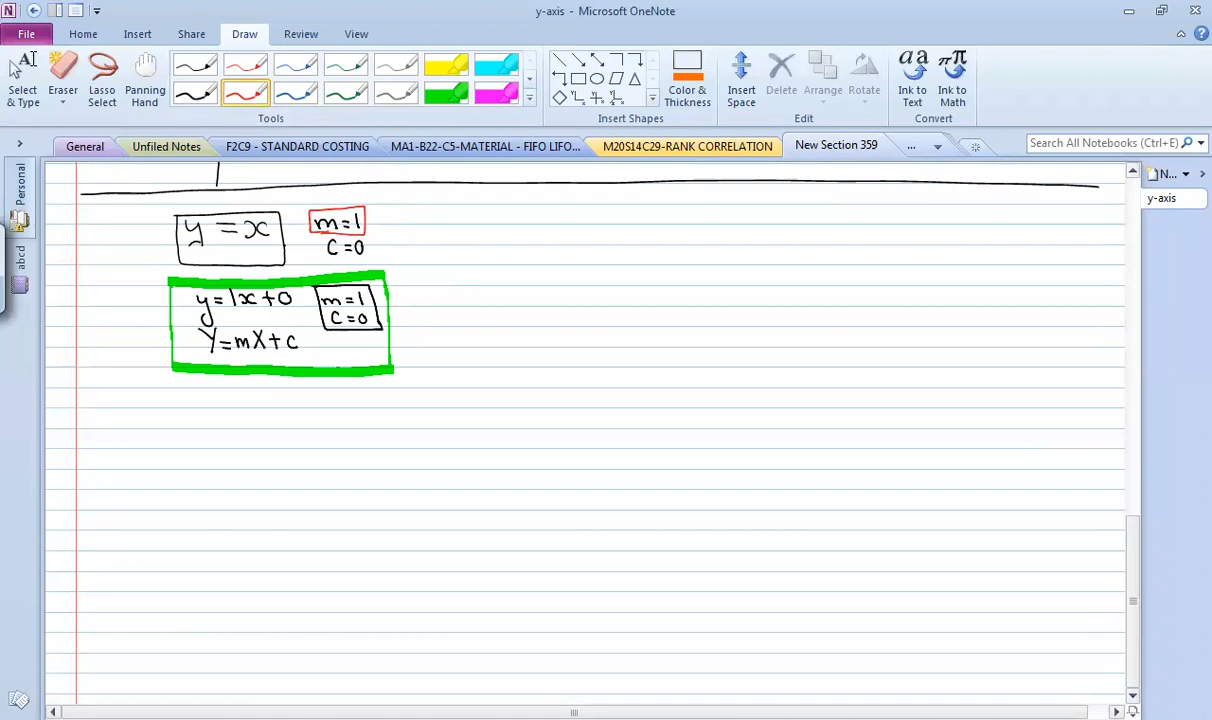 y-axis - Microsoft OneNote
File Home Insert Share Draw Review View
Select & Type
Eraser
Lasso Select
Panning Hand
Color & Thickness
Insert Space
Delete
Arrange
Rotate
Ink to Text
Ink to Math
Tools Insert Shapes Edit Convert
General Unfiled Notes F2C9 - STANDARD COSTING MA1-B22-C5-MATERIAL - FIFO LIFO... M20S14C29-RANK CORRELATION New Section 359 ... Search All Notebooks (Ctrl+E)
Personal
abcd
N...
y-axis
y = x m=1
C=0
y=1x+0 m=1
C=0
Y=mX+c